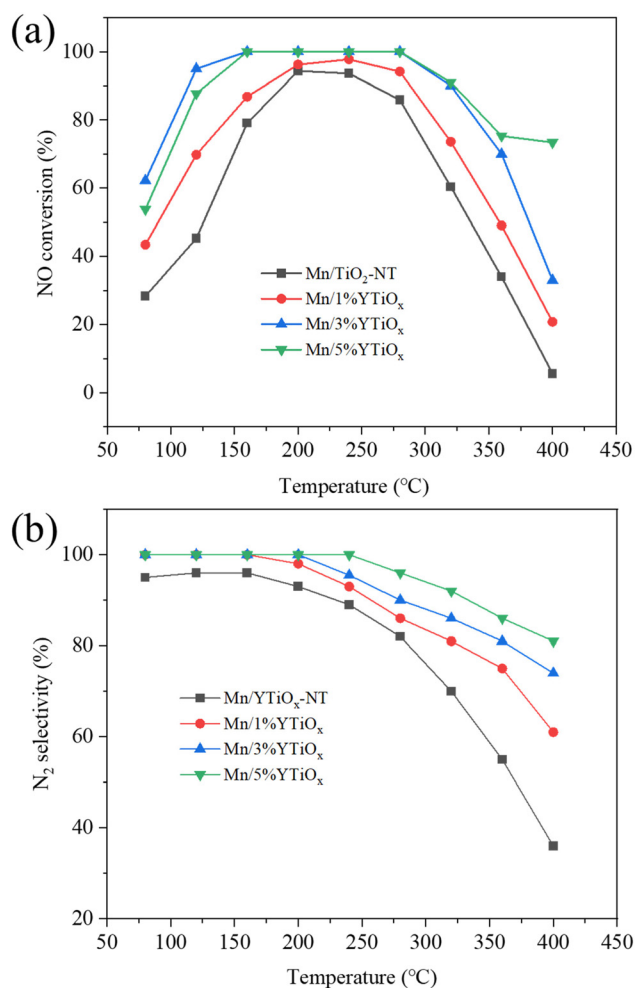 (a)
100
80
60
40
20
0
NO conversion (%)
Mn/TiO₂-NT
Mn/1%YTiOₓ
Mn/3%YTiOₓ
Mn/5%YTiOₓ
50 100 150 200 250 300 350 400 450
Temperature (℃)
(b)
100
80
60
40
20
N₂ selectivity (%)
Mn/YTiOₓ-NT
Mn/1%YTiOₓ
Mn/3%YTiOₓ
Mn/5%YTiOₓ
50 100 150 200 250 300 350 400 450
Temperature (℃)